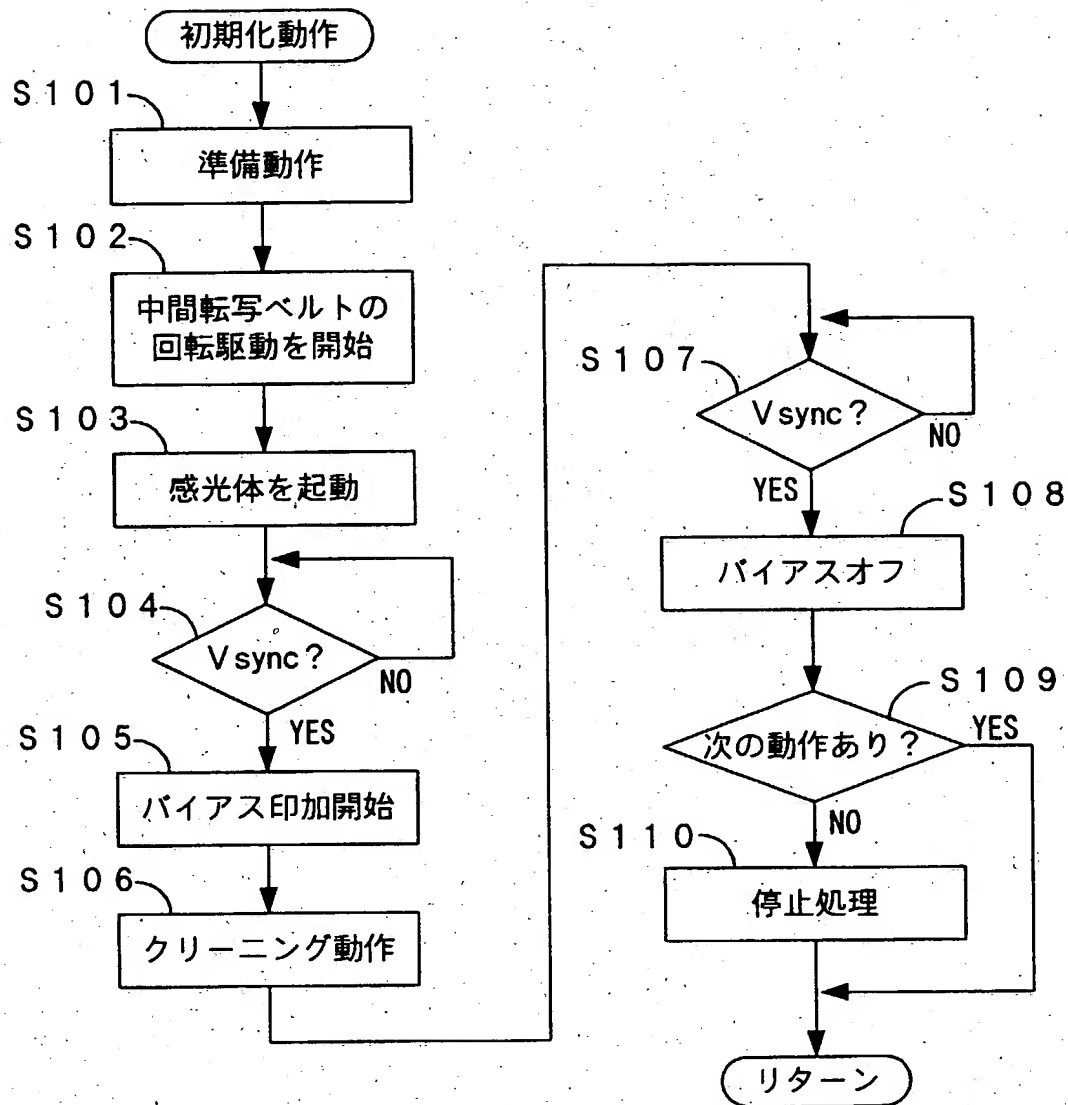 初期化動作
S101
準備動作
S102
中間転写ベルトの
回転駆動を開始
S103
感光体を起動
S104
Vsync?
NO
YES
S105
バイアス印加開始
S106
クリーニング動作
S107
Vsync?
NO
YES
S108
バイアスオフ
S109
次の動作あり?
YES
NO
S110
停止処理
リターン